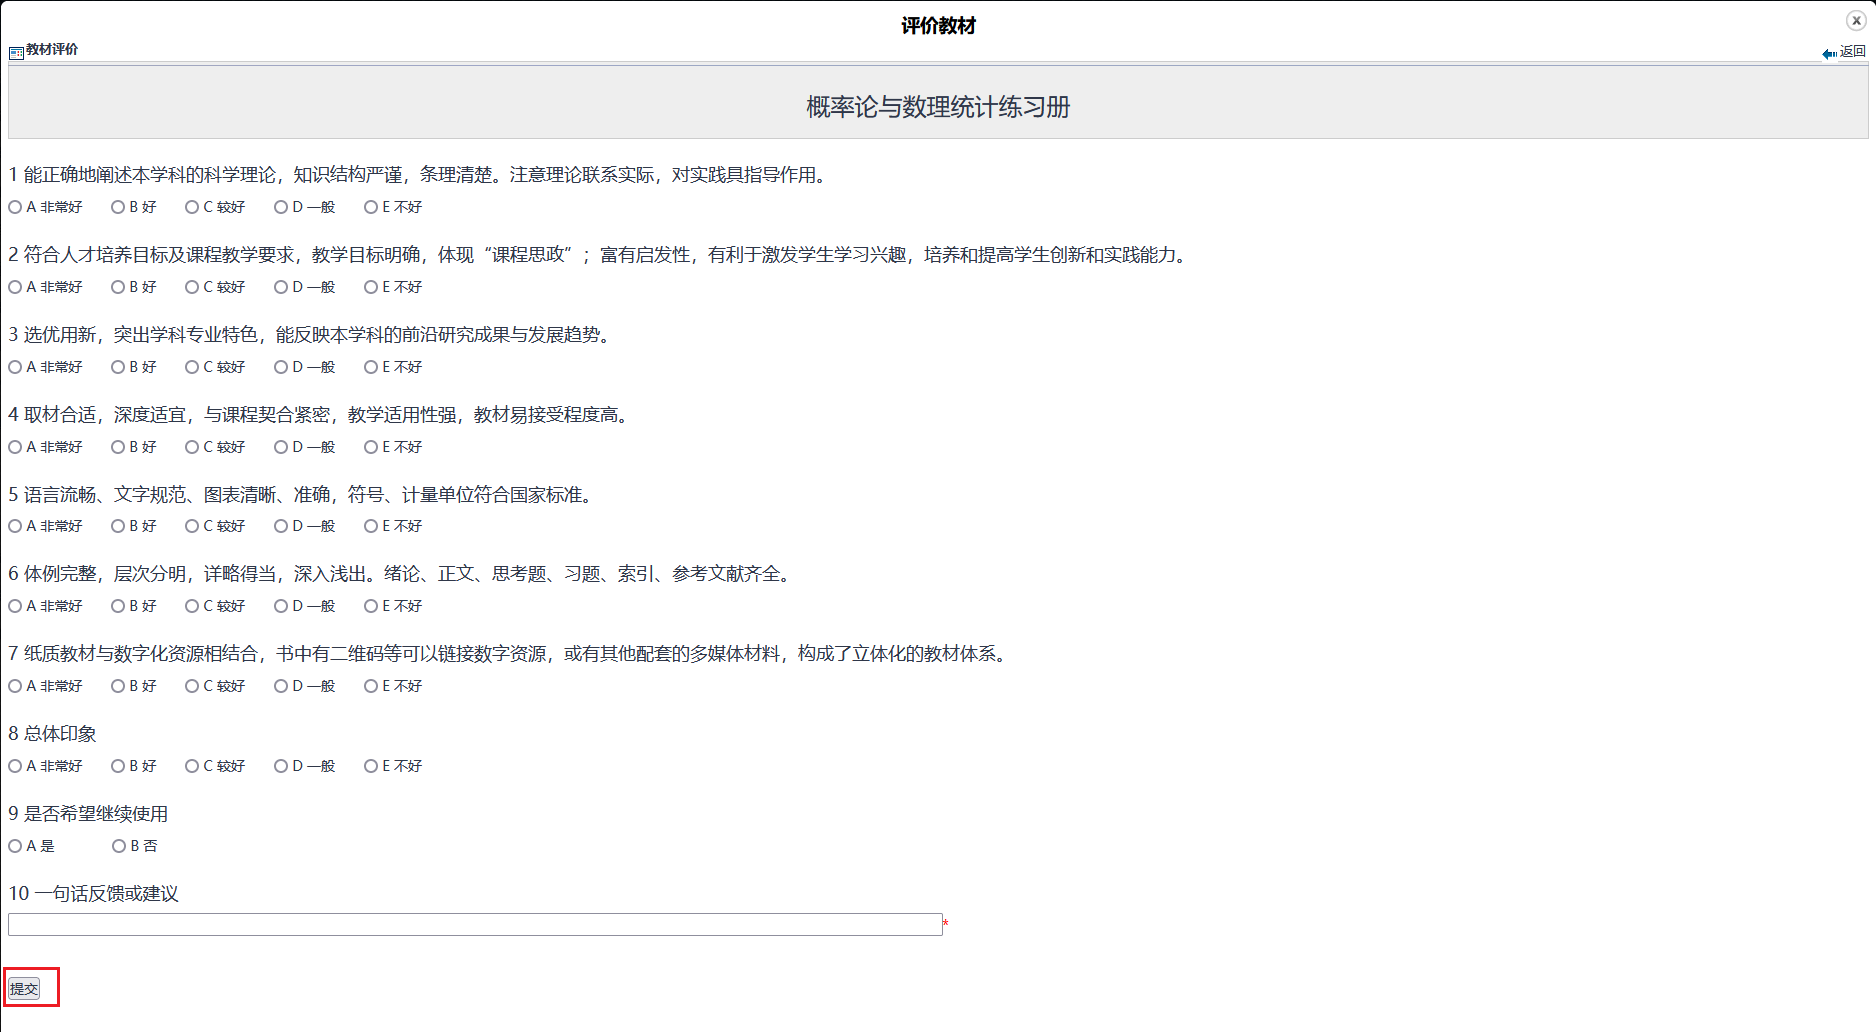 评价教材
x
教材评价
返回
概率论与数理统计练习册
1 能正确地阐述本学科的科学理论，知识结构严谨，条理清楚。注意理论联系实际，对实践具指导作用。
A 非常好 B 好 C 较好 D 一般 E 不好
2 符合人才培养目标及课程教学要求，教学目标明确，体现“课程思政”；富有启发性，有利于激发学生学习兴趣，培养和提高学生创新和实践能力。
A 非常好 B 好 C 较好 D 一般 E 不好
3 选优用新，突出学科专业特色，能反映本学科的前沿研究成果与发展趋势。
A 非常好 B 好 C 较好 D 一般 E 不好
4 取材合适，深度适宜，与课程契合紧密，教学适用性强，教材易接受程度高。
A 非常好 B 好 C 较好 D 一般 E 不好
5 语言流畅、文字规范、图表清晰、准确，符号、计量单位符合国家标准。
A 非常好 B 好 C 较好 D 一般 E 不好
6 体例完整，层次分明，详略得当，深入浅出。绪论、正文、思考题、习题、索引、参考文献齐全。
A 非常好 B 好 C 较好 D 一般 E 不好
7 纸质教材与数字化资源相结合，书中有二维码等可以链接数字资源，或有其他配套的多媒体材料，构成了立体化的教材体系。
A 非常好 B 好 C 较好 D 一般 E 不好
8 总体印象
A 非常好 B 好 C 较好 D 一般 E 不好
9 是否希望继续使用
A 是 B 否
10 一句话反馈或建议
*
提交